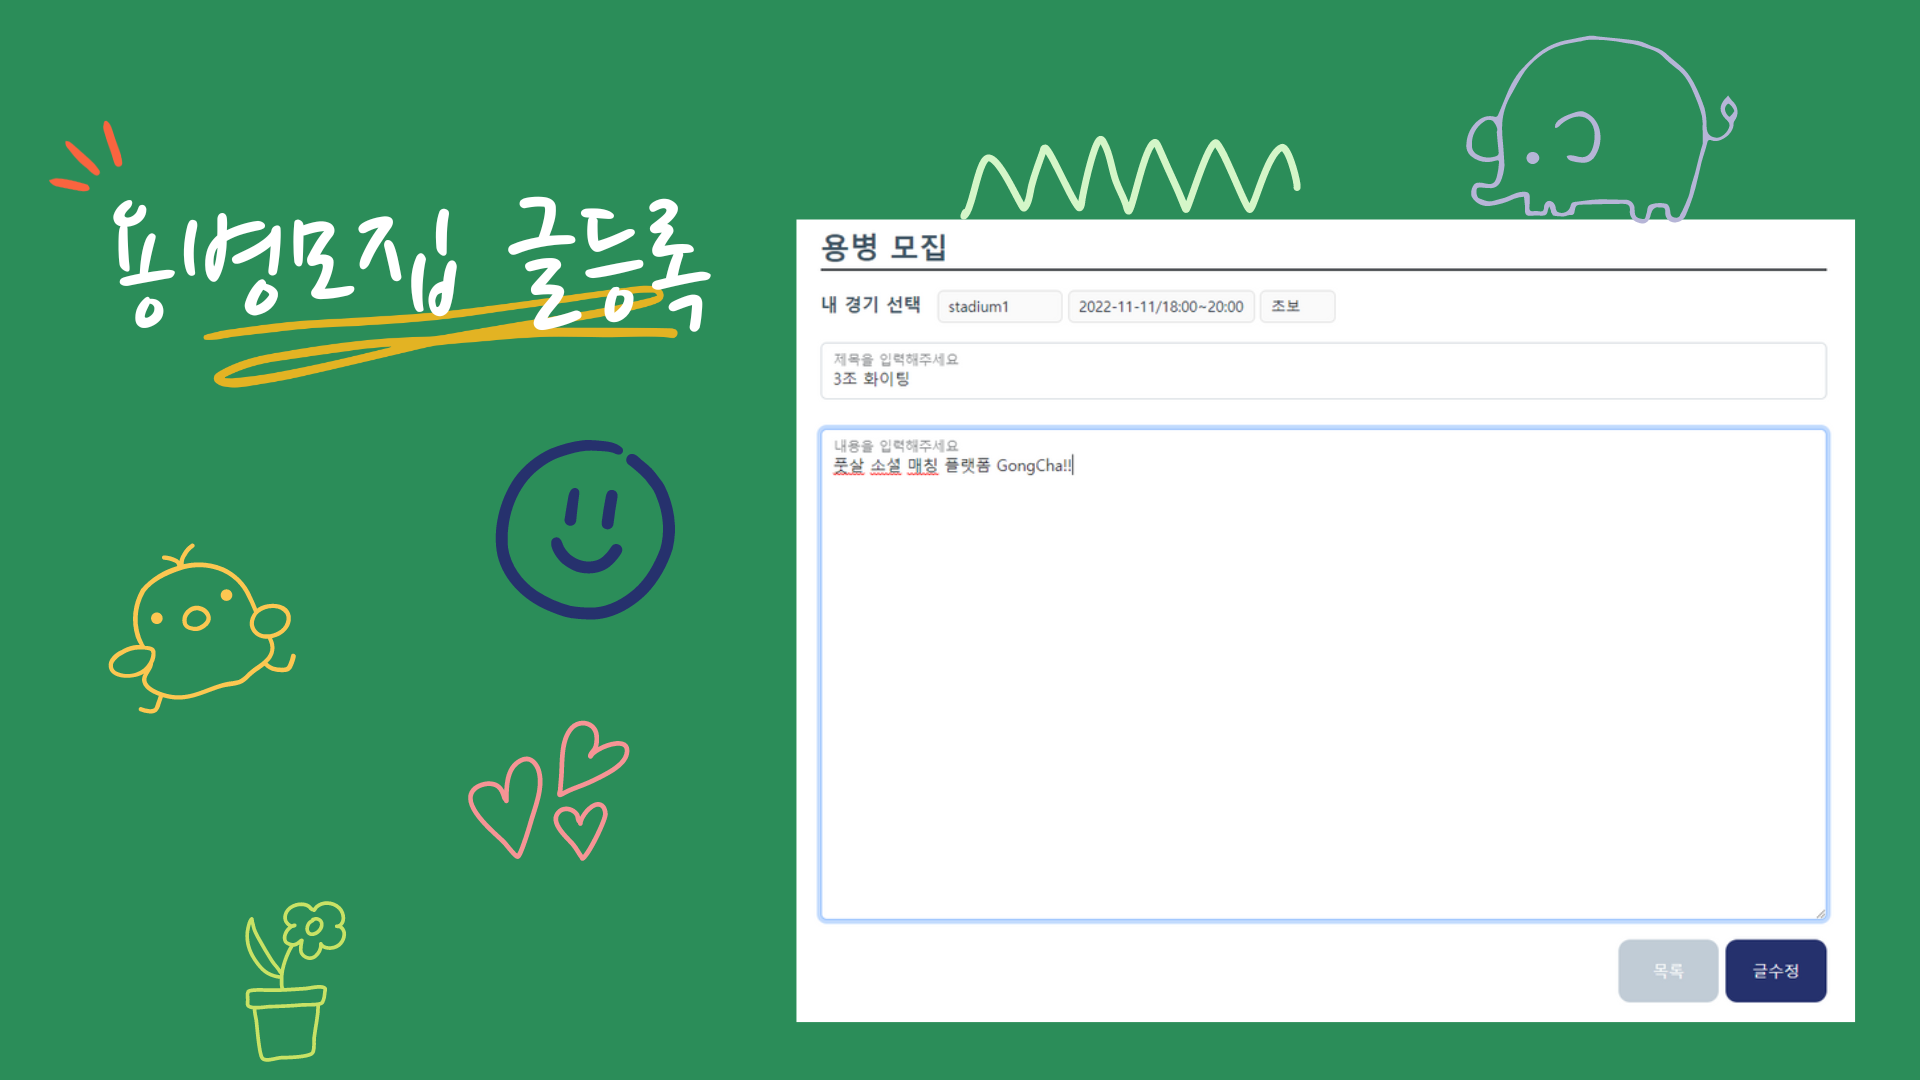 용병모집 글등록
용병 모집
내 경기 선택 stadium1 2022-11-11/18:00~20:00 초보
제목을 입력해주세요
3조 화이팅
내용을 입력해주세요
풋살 소셜 매칭 플랫폼 GongCha!!
목록 글수정